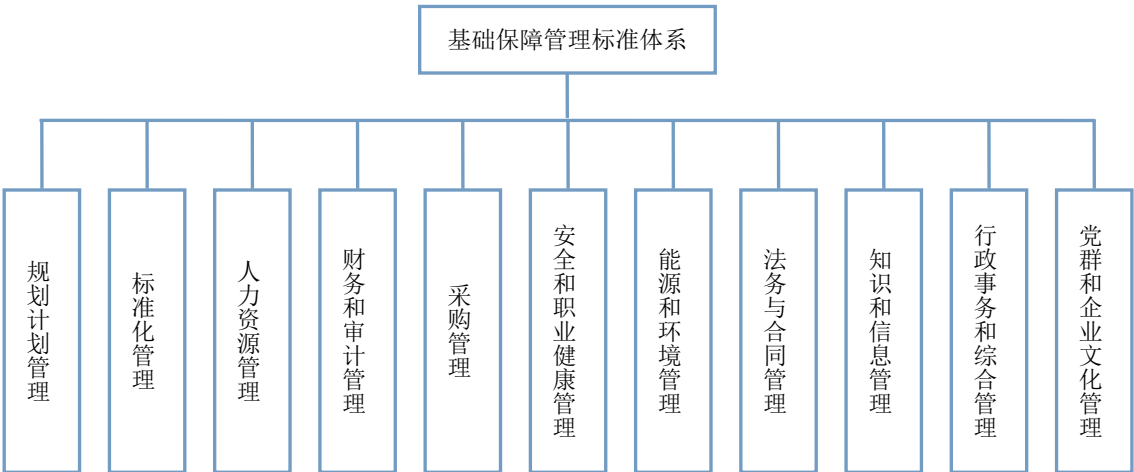 基础保障管理标准体系
规划计划管理
标准化管理
人力资源管理
财务和审计管理
采购管理
安全和职业健康管理
能源和环境管理
法务与合同管理
知识和信息管理
行政事务和综合管理
党群和企业文化管理